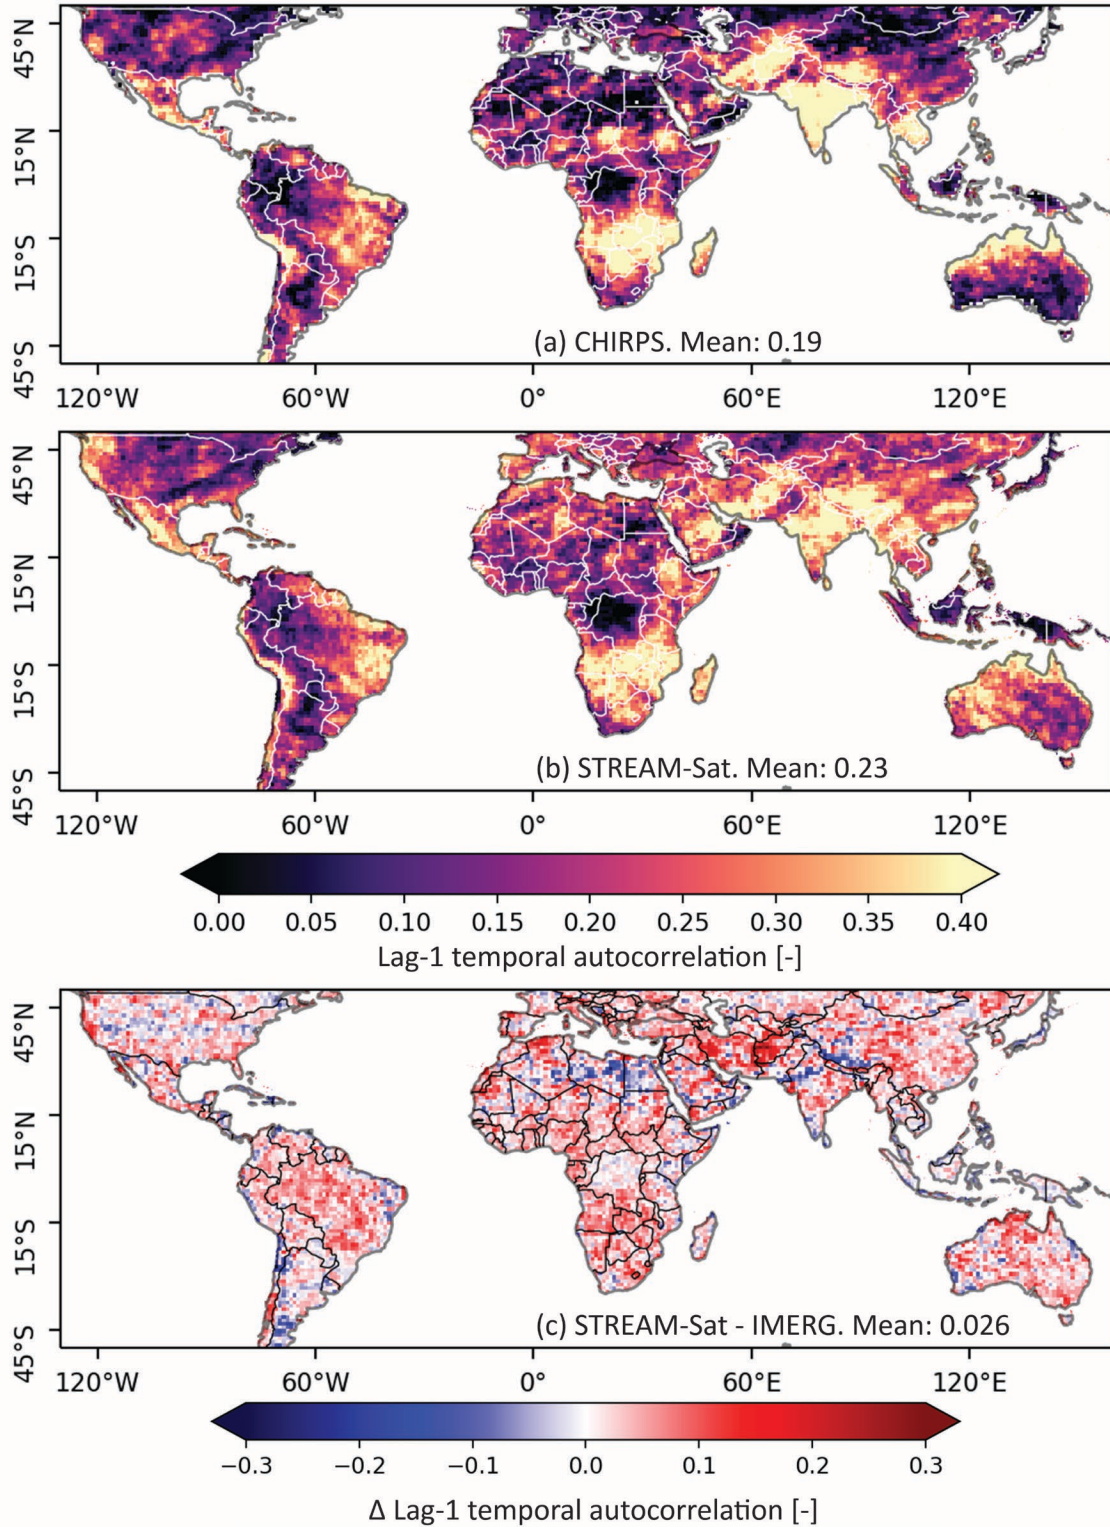 45°N
15°N
15°S
45°S
(a) CHIRPS. Mean: 0.19
120°W 60°W 0° 60°E 120°E
45°N
15°N
15°S
45°S
(b) STREAM-Sat. Mean: 0.23
120°W 60°W 0° 60°E 120°E
0.00 0.05 0.10 0.15 0.20 0.25 0.30 0.35 0.40
Lag-1 temporal autocorrelation [-]
45°N
15°N
15°S
45°S
(c) STREAM-Sat - IMERG. Mean: 0.026
120°W 60°W 0° 60°E 120°E
−0.3 −0.2 −0.1 0.0 0.1 0.2 0.3
Δ Lag-1 temporal autocorrelation [-]